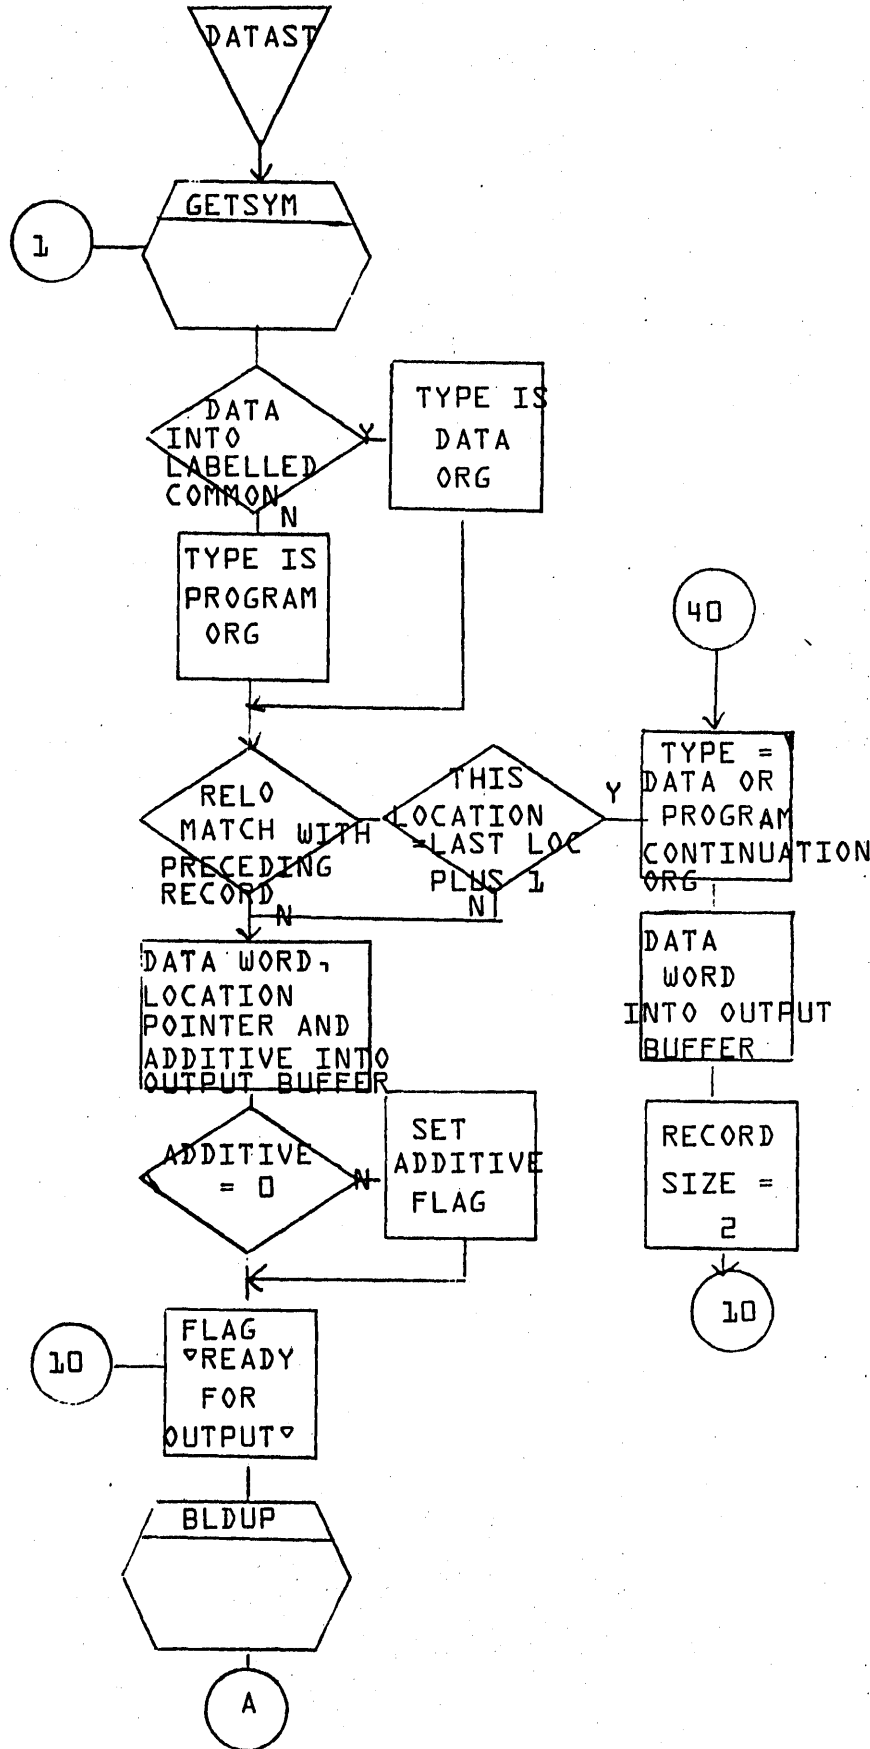 DATAST
GETSYM
1
DATA
INTO
LABELLED
COMMON
Y
N
TYPE IS
DATA
ORG
TYPE IS
PROGRAM
ORG
RELO
MATCH WITH
PRECEDING
RECORD
N
THIS
LOCATION
=LAST LOC
PLUS 1
N
Y
40
TYPE =
DATA OR
PROGRAM
CONTINUATION
ORG
DATA
WORD
INTO OUTPUT
BUFFER
RECORD
SIZE =
2
10
DATA WORD,
LOCATION
POINTER AND
ADDITIVE INTO
OUTPUT BUFFER
ADDITIVE
= 0
N
SET
ADDITIVE
FLAG
10
FLAG
"READY
FOR
OUTPUT"
BLDUP
A